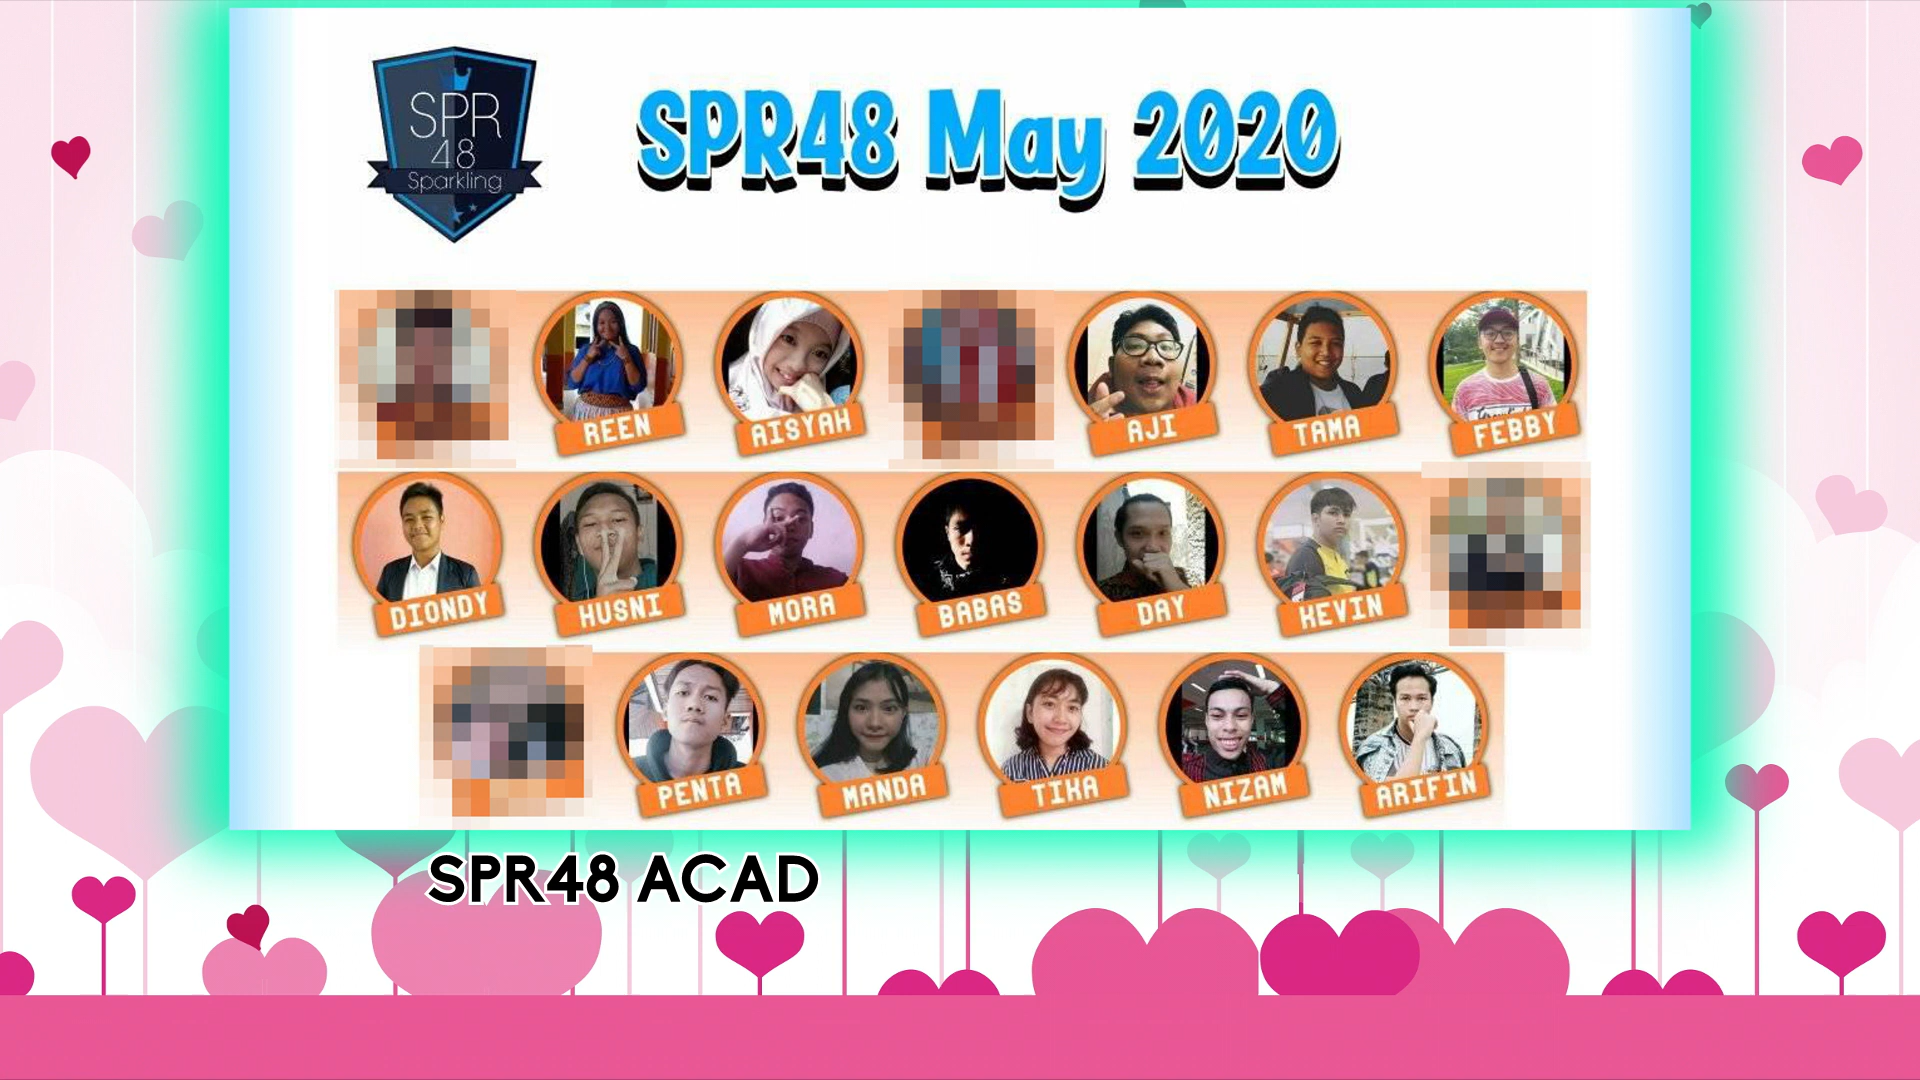 SPR
48
Sparkling
SPR48 May 2020
REEN
AISYAH
AJI
TAMA
FEBBY
DIONDY
HUSNI
MORA
BABAS
DAY
KEVIN
PENTA
MANDA
TIKA
NIZAM
ARIFIN
SPR48 ACAD